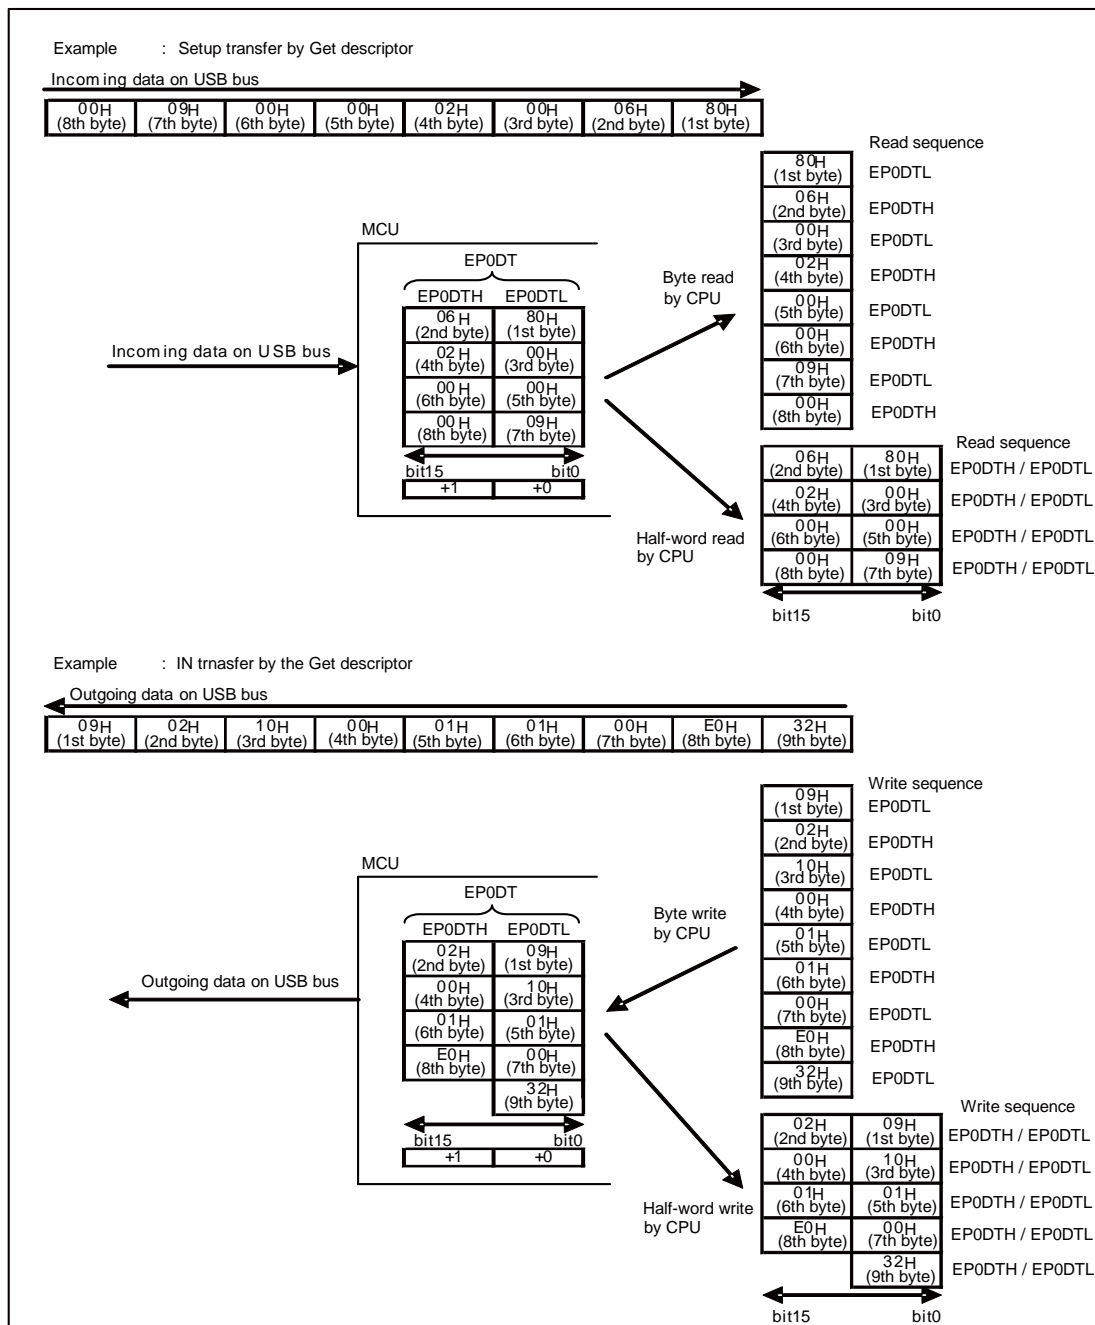 Example : Setup transfer by Get descriptor
Incoming data on USB bus
00H 09H 00H 00H 02H 00H 06H 80H
(8th byte) (7th byte) (6th byte) (5th byte) (4th byte) (3rd byte) (2nd byte) (1st byte)
Read sequence
80H
(1st byte) EP0DTL
06H
(2nd byte) EP0DTH
00H
(3rd byte) EP0DTL
02H
(4th byte) EP0DTH
00H
(5th byte) EP0DTL
00H
(6th byte) EP0DTH
09H
(7th byte) EP0DTL
00H
(8th byte) EP0DTH
MCU
EP0DT
EP0DTH EP0DTL
06H 80H
(2nd byte) (1st byte)
02H 00H
(4th byte) (3rd byte)
00H 00H
(6th byte) (5th byte)
00H 09H
(8th byte) (7th byte)
bit15 bit0
+1 +0
Incoming data on USB bus
Byte read
by CPU
Half-word read
by CPU
Read sequence
06H 80H
(2nd byte) (1st byte) EP0DTH / EP0DTL
02H 00H
(4th byte) (3rd byte) EP0DTH / EP0DTL
00H 00H
(6th byte) (5th byte) EP0DTH / EP0DTL
00H 09H
(8th byte) (7th byte) EP0DTH / EP0DTL
bit15 bit0
Example : IN trnasfer by the Get descriptor
Outgoing data on USB bus
09H 02H 10H 00H 01H 01H 00H E0H 32H
(1st byte) (2nd byte) (3rd byte) (4th byte) (5th byte) (6th byte) (7th byte) (8th byte) (9th byte)
Write sequence
09H
(1st byte) EP0DTL
02H
(2nd byte) EP0DTH
10H
(3rd byte) EP0DTL
00H
(4th byte) EP0DTH
01H
(5th byte) EP0DTL
01H
(6th byte) EP0DTH
00H
(7th byte) EP0DTL
E0H
(8th byte) EP0DTH
32H
(9th byte) EP0DTL
MCU
EP0DT
EP0DTH EP0DTL
02H 09H
(2nd byte) (1st byte)
00H 10H
(4th byte) (3rd byte)
01H 01H
(6th byte) (5th byte)
E0H 00H
(8th byte) (7th byte)
32H
(9th byte)
bit15 bit0
+1 +0
Outgoing data on USB bus
Byte write
by CPU
Half-word write
by CPU
Write sequence
02H 09H
(2nd byte) (1st byte) EP0DTH / EP0DTL
00H 10H
(4th byte) (3rd byte) EP0DTH / EP0DTL
01H 01H
(6th byte) (5th byte) EP0DTH / EP0DTL
E0H 00H
(8th byte) (7th byte) EP0DTH / EP0DTL
32H
(9th byte) EP0DTH / EP0DTL
bit15 bit0